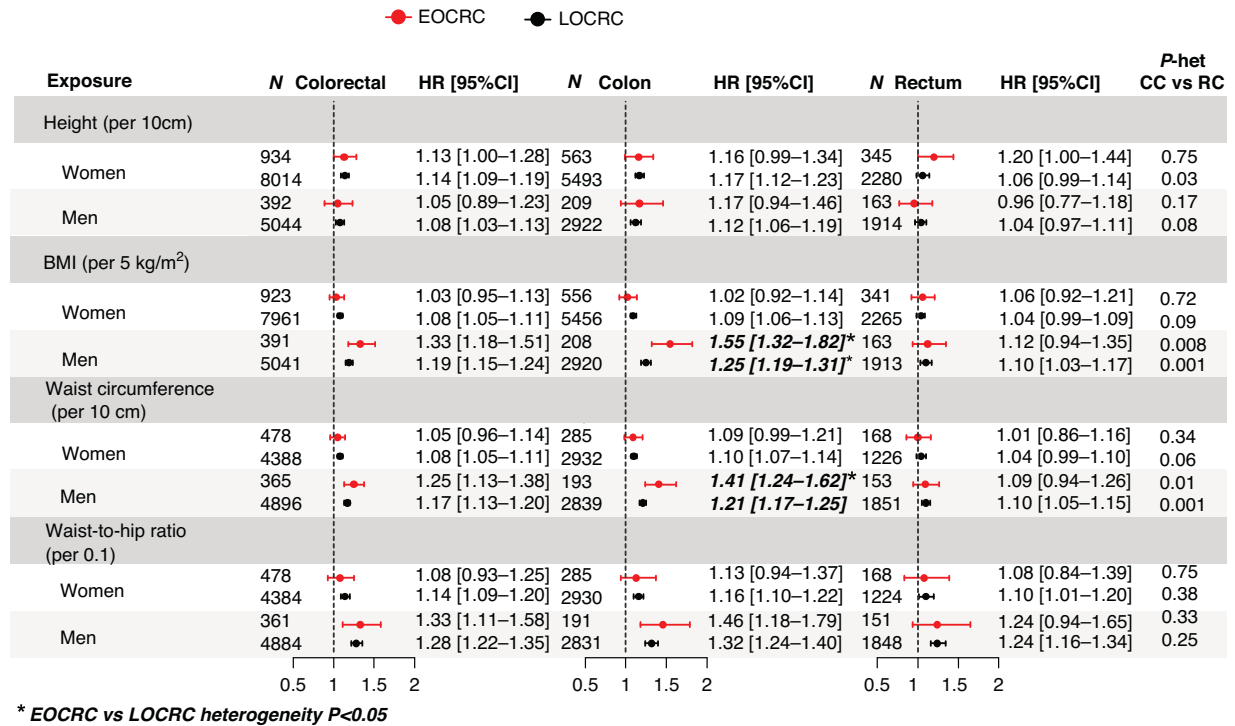 EOCRC LOCRC
P-het
Exposure N Colorectal HR [95%CI] N Colon HR [95%CI] N Rectum HR [95%CI] CC vs RC
Height (per 10cm)
934 1.13 [1.00–1.28] 563 1.16 [0.99–1.34] 345 1.20 [1.00–1.44] 0.75
Women
8014 1.14 [1.09–1.19] 5493 1.17 [1.12–1.23] 2280 1.06 [0.99–1.14] 0.03
392 1.05 [0.89–1.23] 209 1.17 [0.94–1.46] 163 0.96 [0.77–1.18] 0.17
Men
5044 1.08 [1.03–1.13] 2922 1.12 [1.06–1.19] 1914 1.04 [0.97–1.11] 0.08
BMI (per 5 kg/m²)
923 1.03 [0.95–1.13] 556 1.02 [0.92–1.14] 341 1.06 [0.92–1.21] 0.72
Women
7961 1.08 [1.05–1.11] 5456 1.09 [1.06–1.13] 2265 1.04 [0.99–1.09] 0.09
391 1.33 [1.18–1.51] 208 1.55 [1.32–1.82]* 163 1.12 [0.94–1.35] 0.008
Men
5041 1.19 [1.15–1.24] 2920 1.25 [1.19–1.31]* 1913 1.10 [1.03–1.17] 0.001
Waist circumference
(per 10 cm)
478 1.05 [0.96–1.14] 285 1.09 [0.99–1.21] 168 1.01 [0.86–1.16] 0.34
Women
4388 1.08 [1.05–1.11] 2932 1.10 [1.07–1.14] 1226 1.04 [0.99–1.10] 0.06
365 1.25 [1.13–1.38] 193 1.41 [1.24–1.62]* 153 1.09 [0.94–1.26] 0.01
Men
4896 1.17 [1.13–1.20] 2839 1.21 [1.17–1.25] 1851 1.10 [1.05–1.15] 0.001
Waist-to-hip ratio
(per 0.1)
478 1.08 [0.93–1.25] 285 1.13 [0.94–1.37] 168 1.08 [0.84–1.39] 0.75
Women
4384 1.14 [1.09–1.20] 2930 1.16 [1.10–1.22] 1224 1.10 [1.01–1.20] 0.38
361 1.33 [1.11–1.58] 191 1.46 [1.18–1.79] 151 1.24 [0.94–1.65] 0.33
Men
4884 1.28 [1.22–1.35] 2831 1.32 [1.24–1.40] 1848 1.24 [1.16–1.34] 0.25
0.5 1 1.5 2 0.5 1 1.5 2 0.5 1 1.5 2
* EOCRC vs LOCRC heterogeneity P<0.05